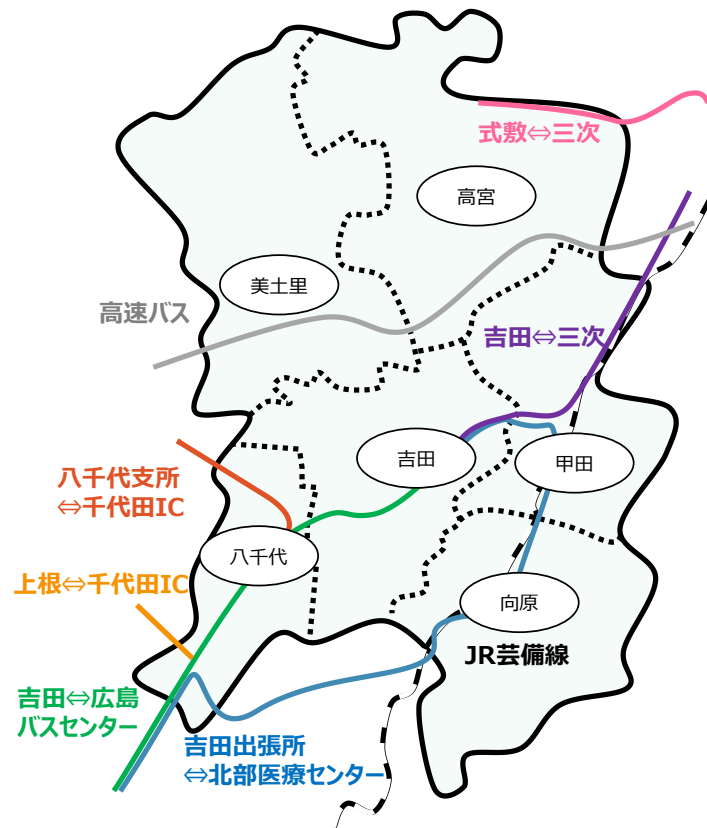 式敷⇔三次
高宮
美土里
高速バス
吉田⇔三次
吉田
甲田
八千代支所
⇔千代田IC
八千代
上根⇔千代田IC
向原
JR芸備線
吉田⇔広島
バスセンター
吉田出張所
⇔北部医療センター